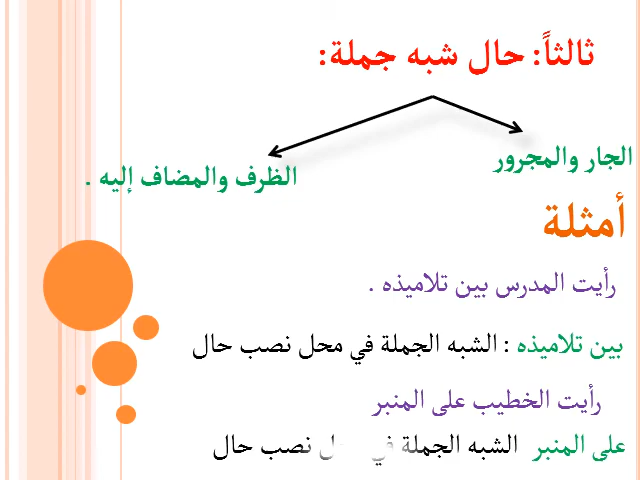 ثالثاً: حال شبه جملة:
الجار والمجرور
الظرف والمضاف إليه .
أمثلة
رأيت المدرس بين تلاميذه .
بين تلاميذه : الشبه الجملة في محل نصب حال
رأيت الخطيب على المنبر
على المنبر الشبه الجملة في نصب حال